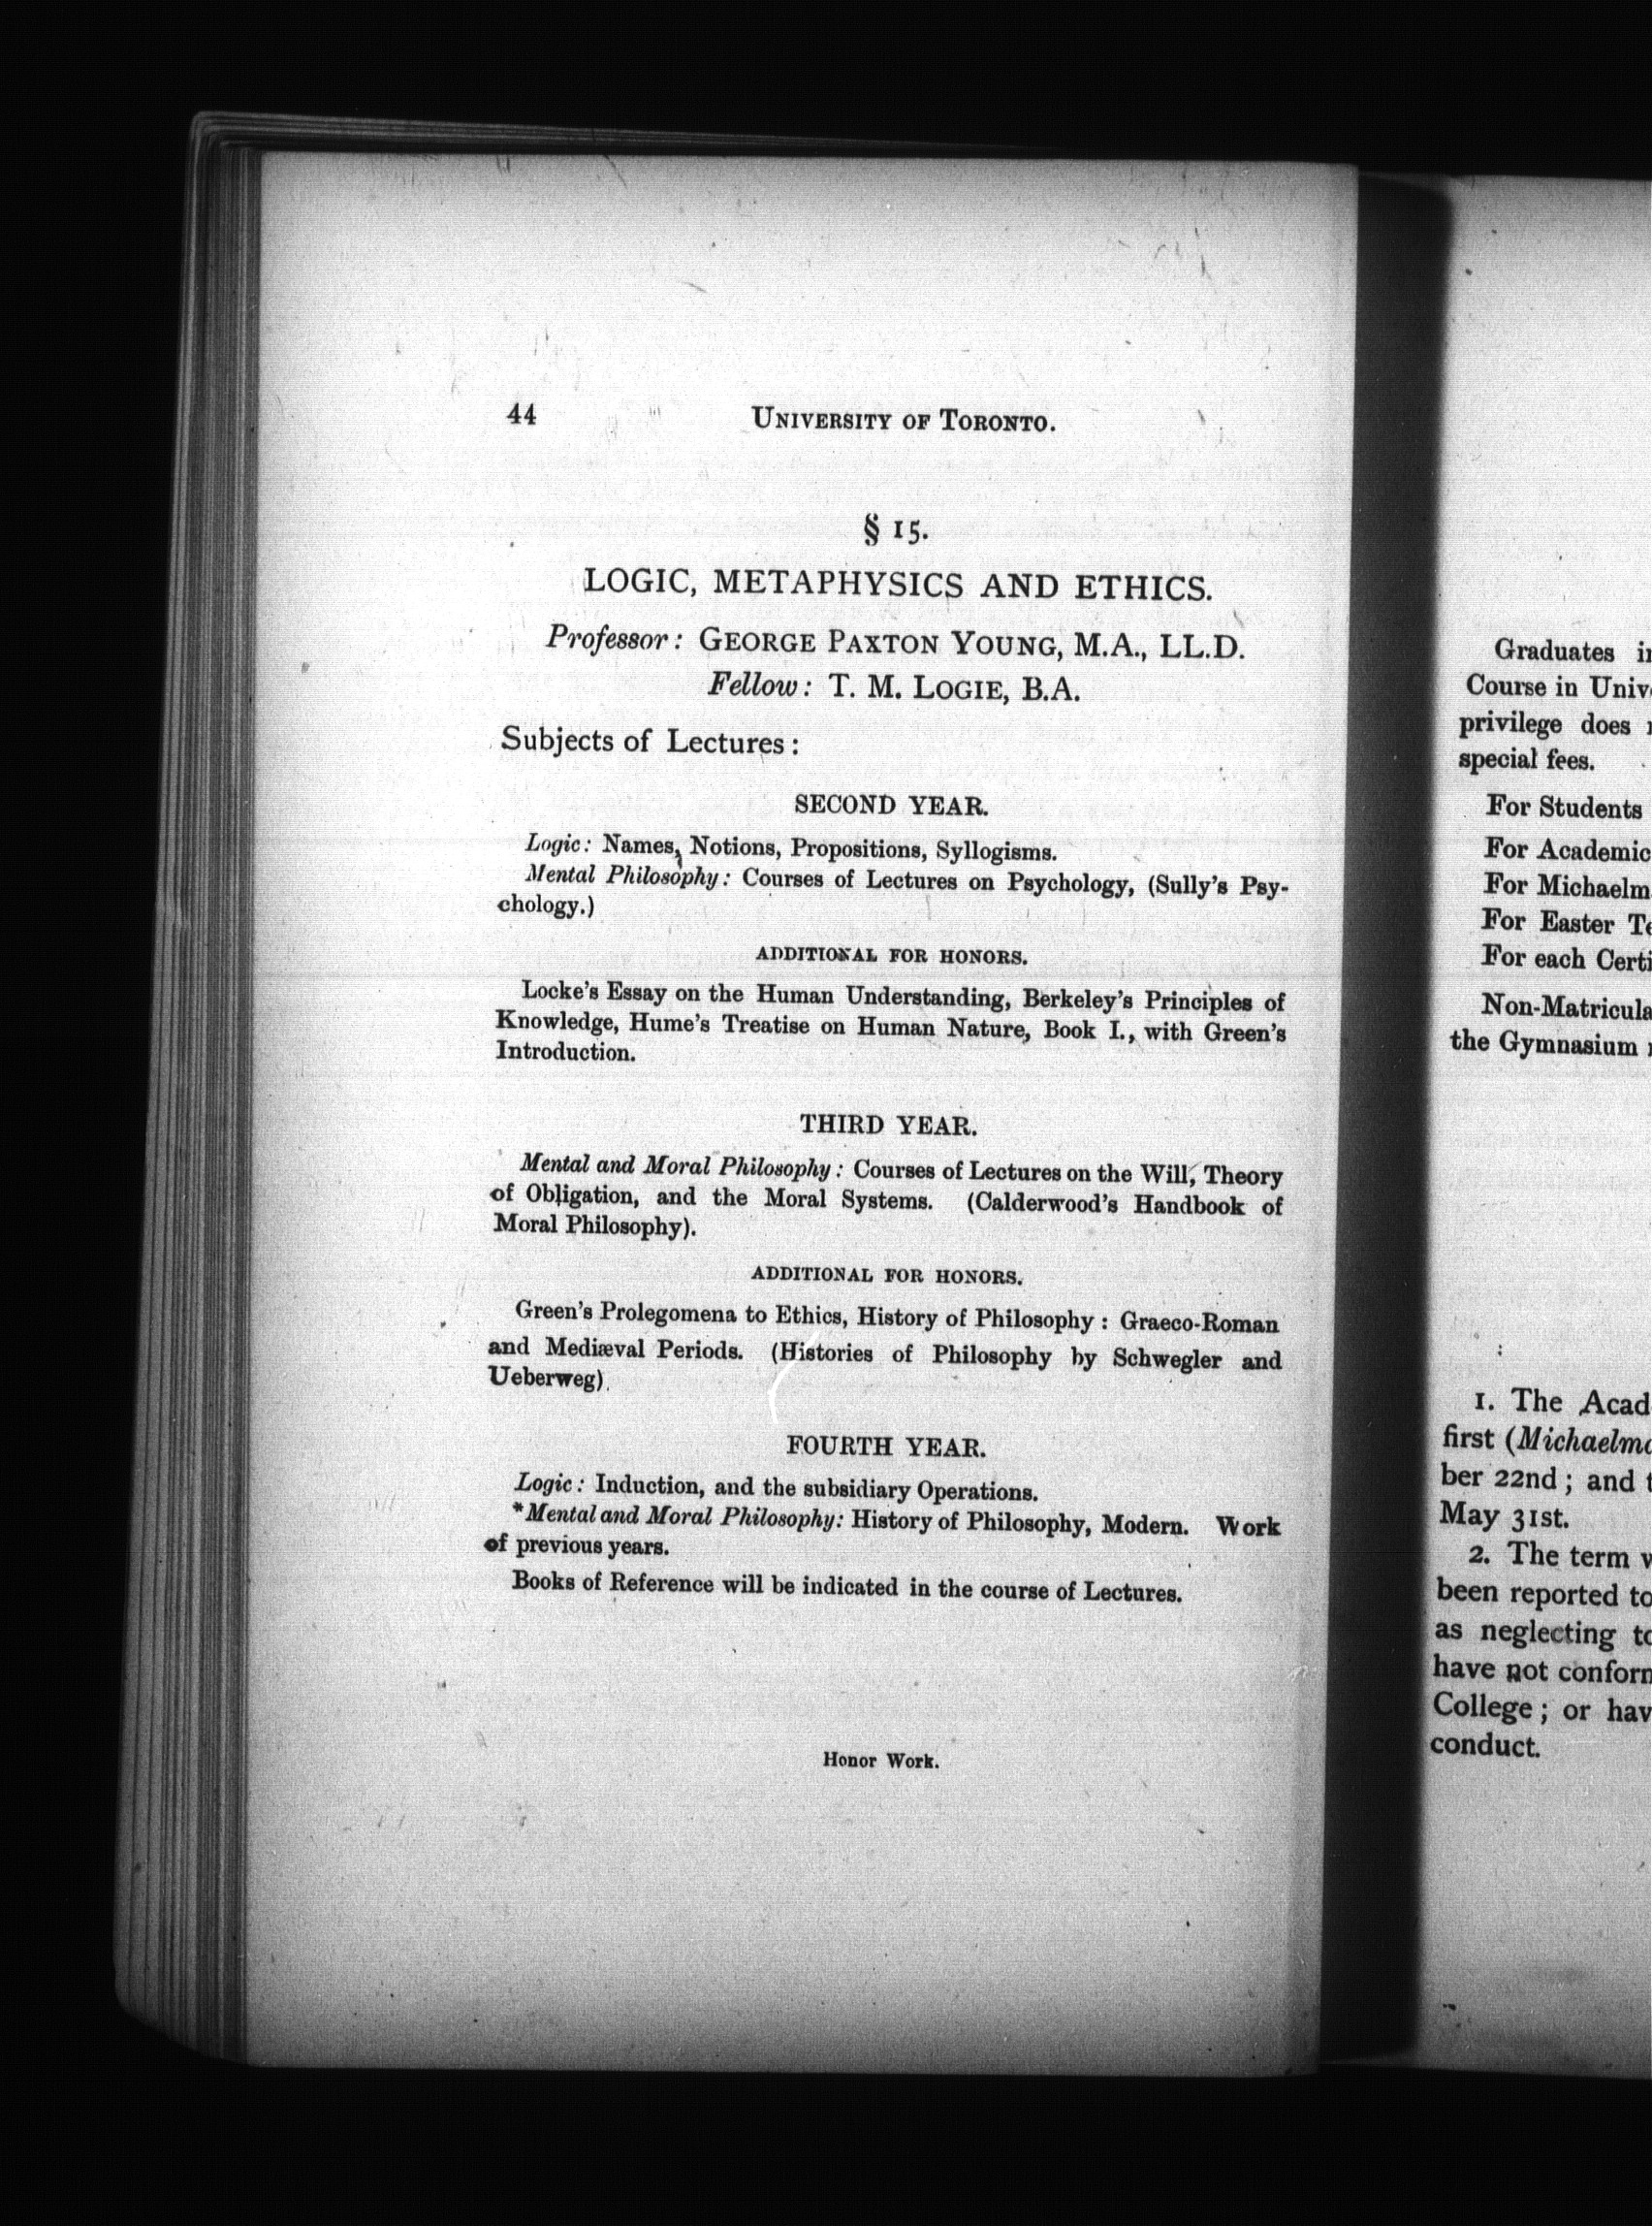 44 UNIVERSITY OF TORONTO.
§ 15.
LOGIC, METAPHYSICS AND ETHICS.
Professor: GEORGE PAXTON YOUNG, M.A., LL.D.
Fellow: T. M. LOGIE, B.A.
Subjects of Lectures:
SECOND YEAR.
Logic: Names, Notions, Propositions, Syllogisms.
Mental Philosophy: Courses of Lectures on Psychology, (Sully's Psy-
chology.)
ADDITIONAL FOR HONORS.
Locke's Essay on the Human Understanding, Berkeley's Principles of
Knowledge, Hume's Treatise on Human Nature, Book I., with Green's
Introduction.
THIRD YEAR.
Mental and Moral Philosophy: Courses of Lectures on the Will, Theory
of Obligation, and the Moral Systems. (Calderwood's Handbook of
Moral Philosophy).
ADDITIONAL FOR HONORS.
Green's Prolegomena to Ethics, History of Philosophy: Graeco-Roman
and Mediæval Periods. (Histories of Philosophy by Schwegler and
Ueberweg).
FOURTH YEAR.
Logic: Induction, and the subsidiary Operations.
*Mental and Moral Philosophy: History of Philosophy, Modern. Work
of previous years.
Books of Reference will be indicated in the course of Lectures.
Honor Work.
Graduates
Course in
privilege does
special fees.
For Students
For Academic
For
For Easter
For each
the Gymnasium
1. The
first
ber 22nd; and
May 31st.
2. The term
been reported to
as neglecting
have not
College; or
conduct.